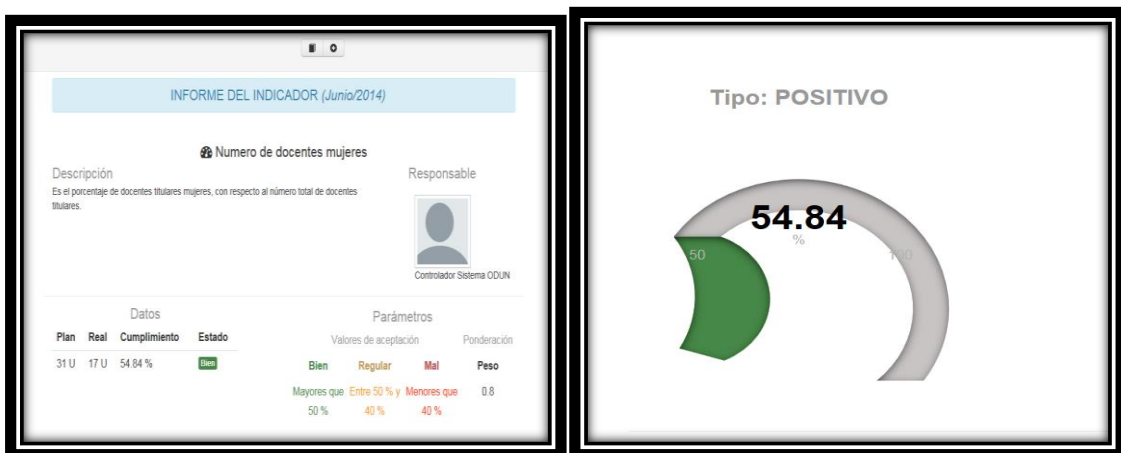 INFORME DEL INDICADOR (Junio/2014)
Numero de docentes mujeres
Descripción
Es el porcentaje de docentes titulares mujeres, con respecto al número total de docentes
titulares.
Responsable
Controlador Sistema ODUN
Datos
Plan Real Cumplimiento Estado
31 U 17 U 54.84 % Bien
Parámetros
Valores de aceptación Ponderación
Bien Regular Mal Peso
Mayores que Entre 50 % y Menores que 0.8
50 % 40 % 40 %
Tipo: POSITIVO
54.84
%
50 100